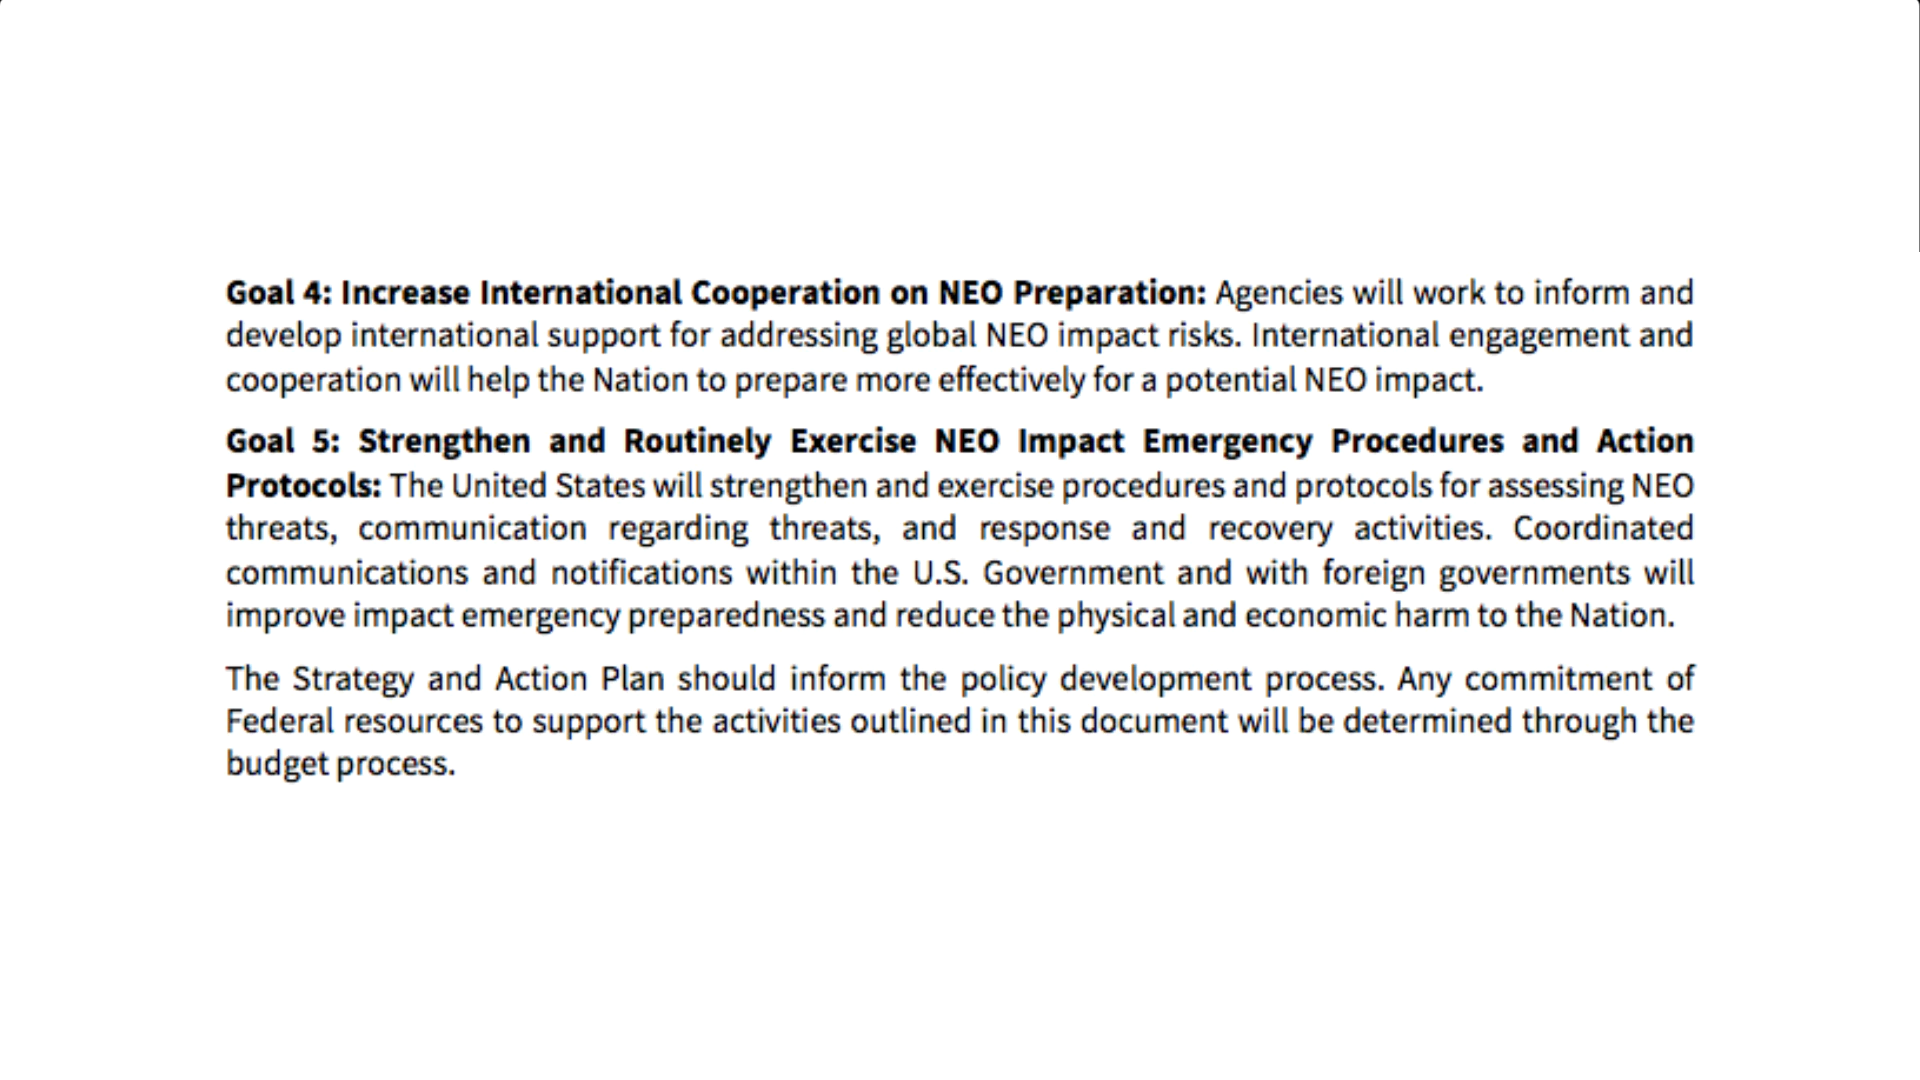 Goal 4: Increase International Cooperation on NEO Preparation: Agencies will work to inform and
develop international support for addressing global NEO impact risks. International engagement and
cooperation will help the Nation to prepare more effectively for a potential NEO impact.
Goal 5: Strengthen and Routinely Exercise NEO Impact Emergency Procedures and Action
Protocols: The United States will strengthen and exercise procedures and protocols for assessing NEO
threats, communication regarding threats, and response and recovery activities. Coordinated
communications and notifications within the U.S. Government and with foreign governments will
improve impact emergency preparedness and reduce the physical and economic harm to the Nation.
The Strategy and Action Plan should inform the policy development process. Any commitment of
Federal resources to support the activities outlined in this document will be determined through the
budget process.